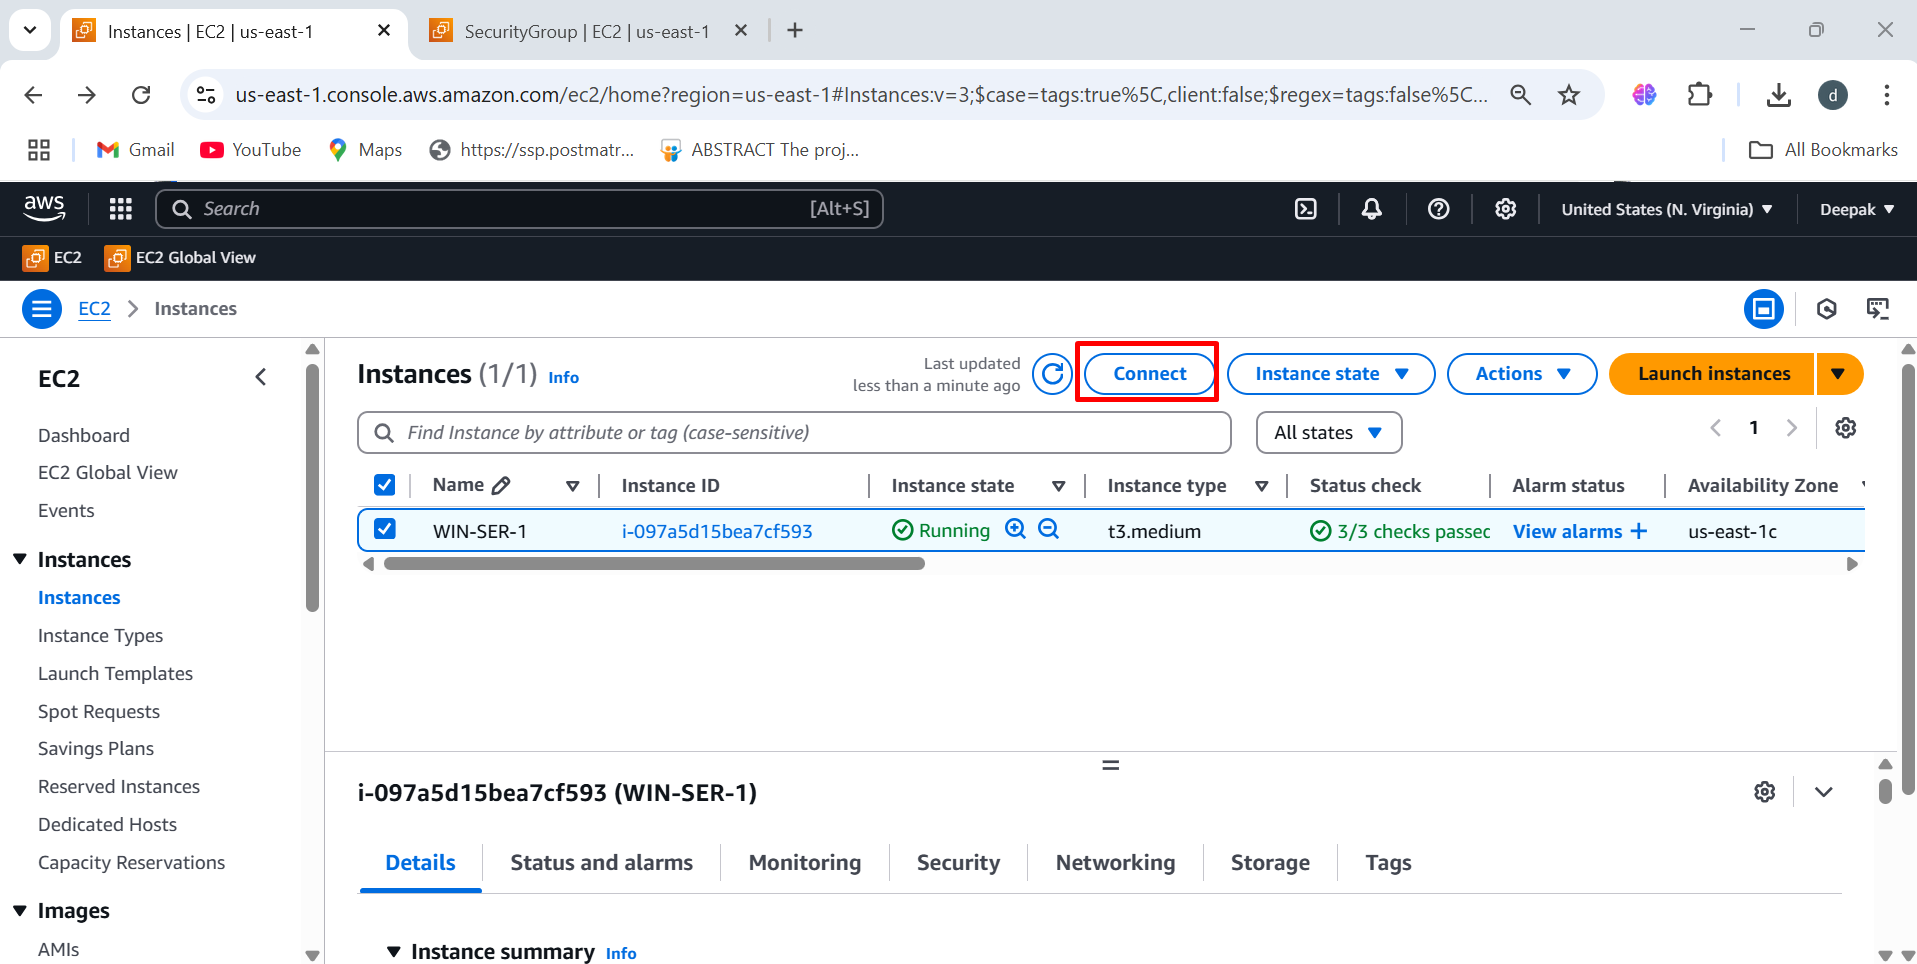 Instances | EC2 | us-east-1
SecurityGroup | EC2 | us-east-1
us-east-1.console.aws.amazon.com/ec2/home?region=us-east-1#Instances:v=3;$case=tags:true%5C,client:false;$regex=tags:false%5C...
d
Gmail
YouTube
Maps
https://ssp.postmatr...
ABSTRACT The proj...
All Bookmarks
aws
Search
[Alt+S]
United States (N. Virginia)
Deepak
EC2
EC2 Global View
EC2
Instances
EC2
Dashboard
EC2 Global View
Events
Instances
Instances
Instance Types
Launch Templates
Spot Requests
Savings Plans
Reserved Instances
Dedicated Hosts
Capacity Reservations
Images
AMIs
Instances (1/1) Info
Last updated
less than a minute ago
Connect
Instance state
Actions
Launch instances
Find Instance by attribute or tag (case-sensitive)
All states
1
Name
Instance ID
Instance state
Instance type
Status check
Alarm status
Availability Zone
WIN-SER-1
i-097a5d15bea7cf593
Running
t3.medium
3/3 checks passec
View alarms +
us-east-1c
i-097a5d15bea7cf593 (WIN-SER-1)
Details
Status and alarms
Monitoring
Security
Networking
Storage
Tags
Instance summary Info